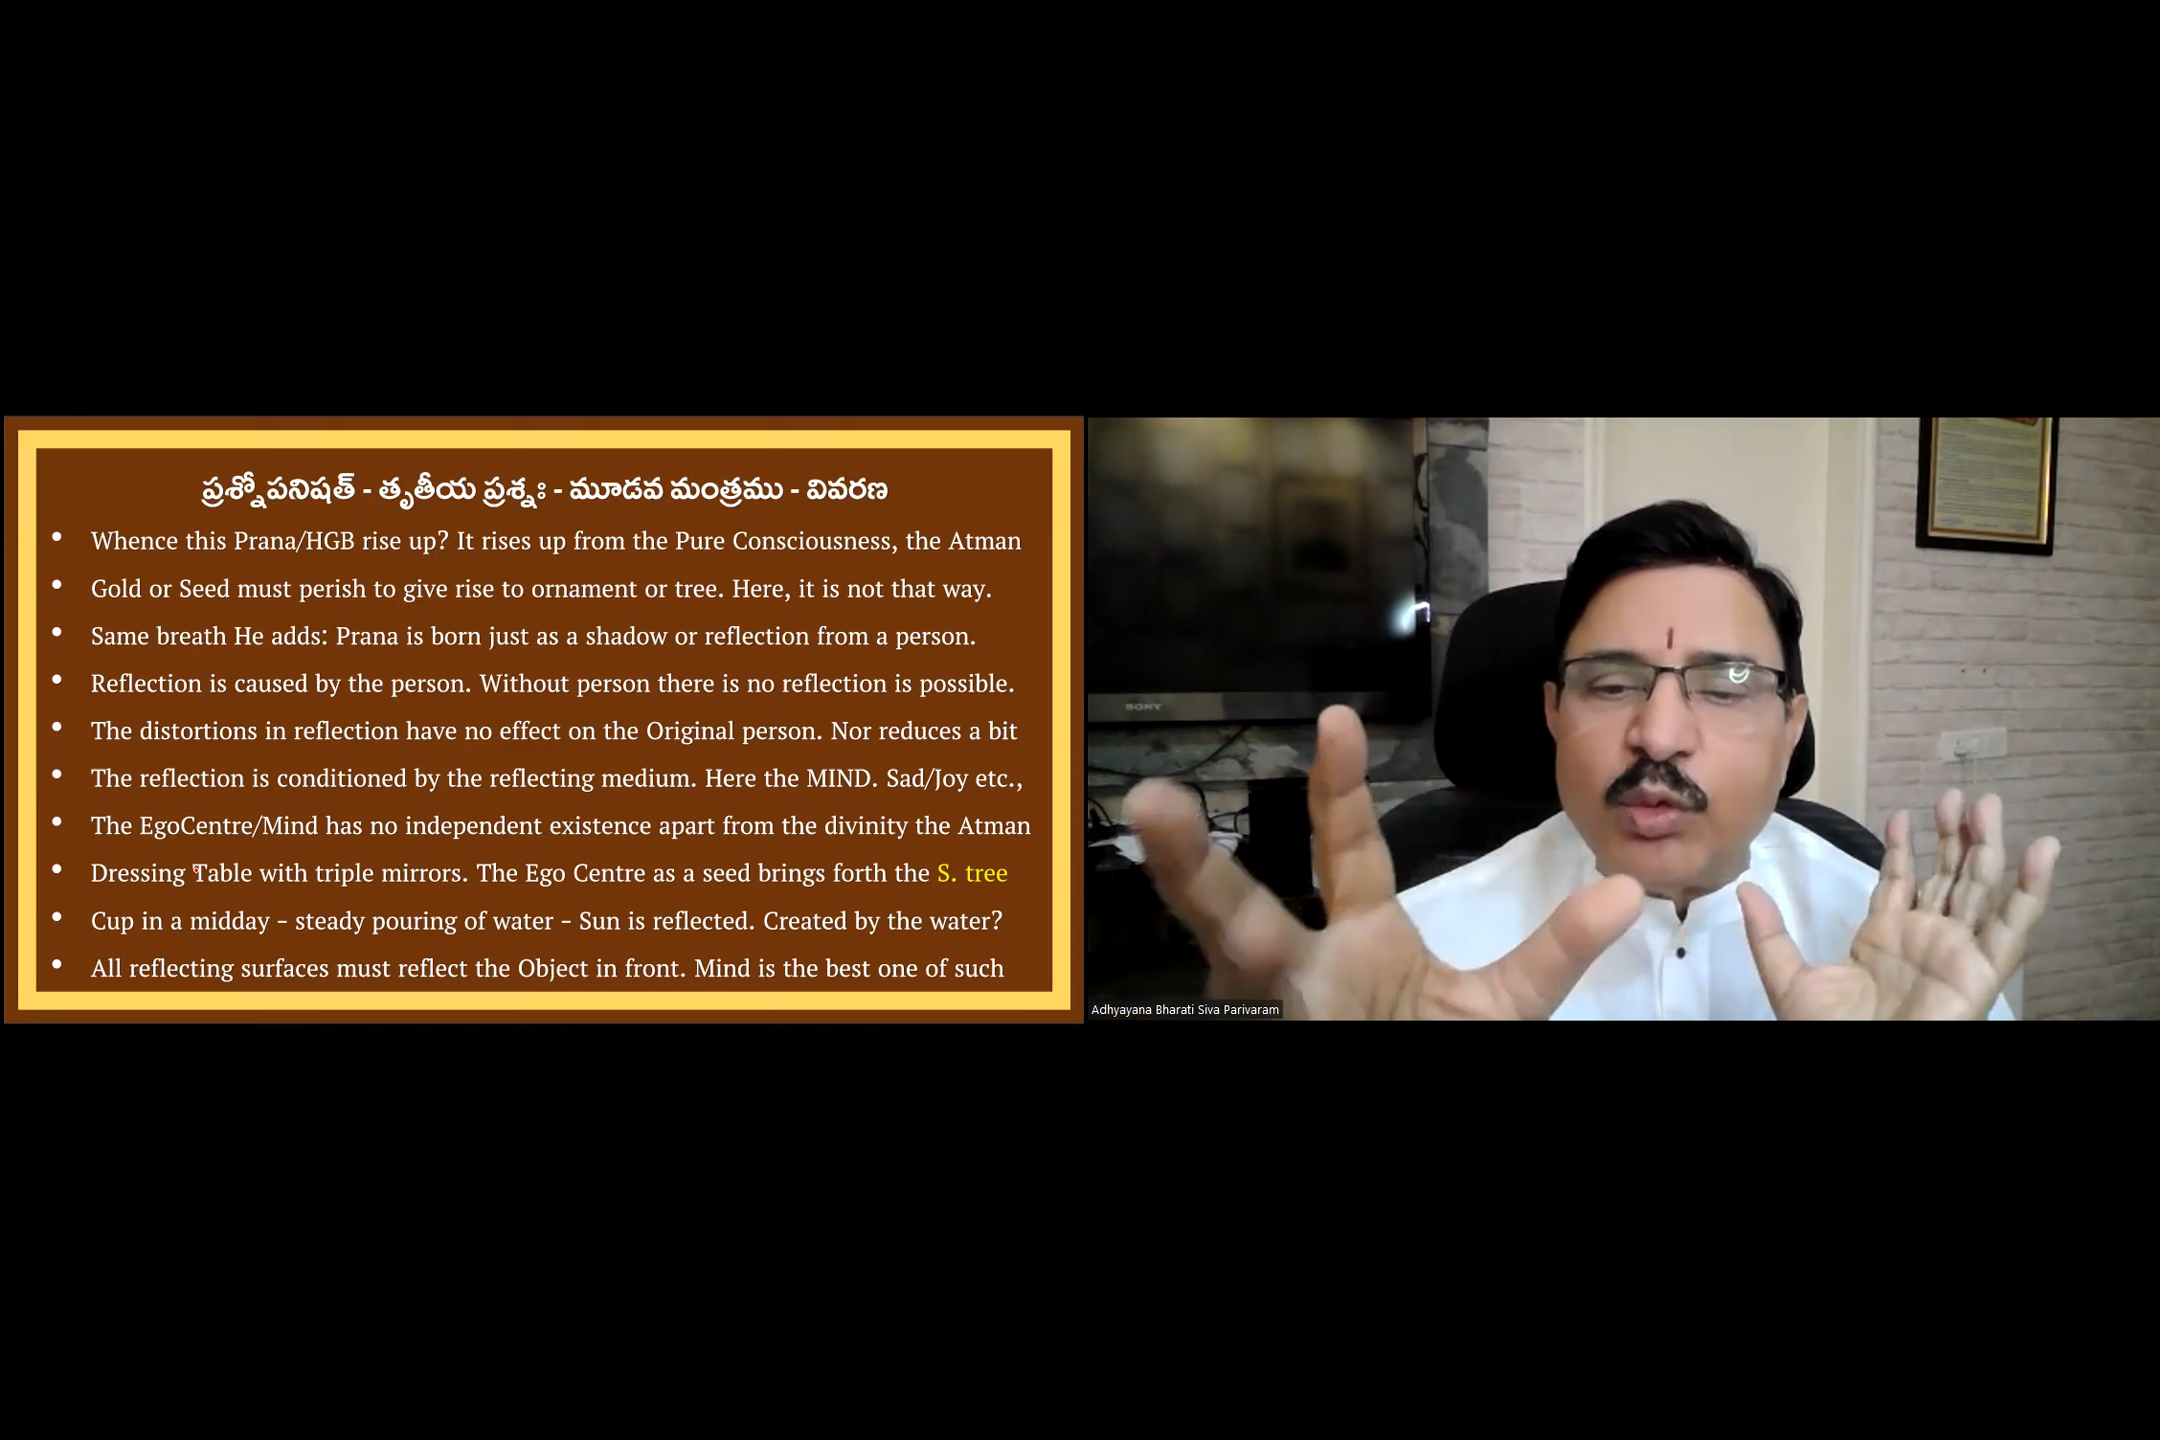 ప్రశ్నోపనిషత్ - తృతీయ ప్రశ్నః - మూడవ మంత్రము - వివరణ
• Whence this Prana/HGB rise up? It rises up from the Pure Consciousness, the Atman
• Gold or Seed must perish to give rise to ornament or tree. Here, it is not that way.
• Same breath He adds: Prana is born just as a shadow or reflection from a person.
• Reflection is caused by the person. Without person there is no reflection is possible.
• The distortions in reflection have no effect on the Original person. Nor reduces a bit
• The reflection is conditioned by the reflecting medium. Here the MIND. Sad/Joy etc.,
• The EgoCentre/Mind has no independent existence apart from the divinity the Atman
• Dressing Table with triple mirrors. The Ego Centre as a seed brings forth the S. tree
• Cup in a midday – steady pouring of water – Sun is reflected. Created by the water?
• All reflecting surfaces must reflect the Object in front. Mind is the best one of such
SONY
Adhyayana Bharati Siva Parivaram